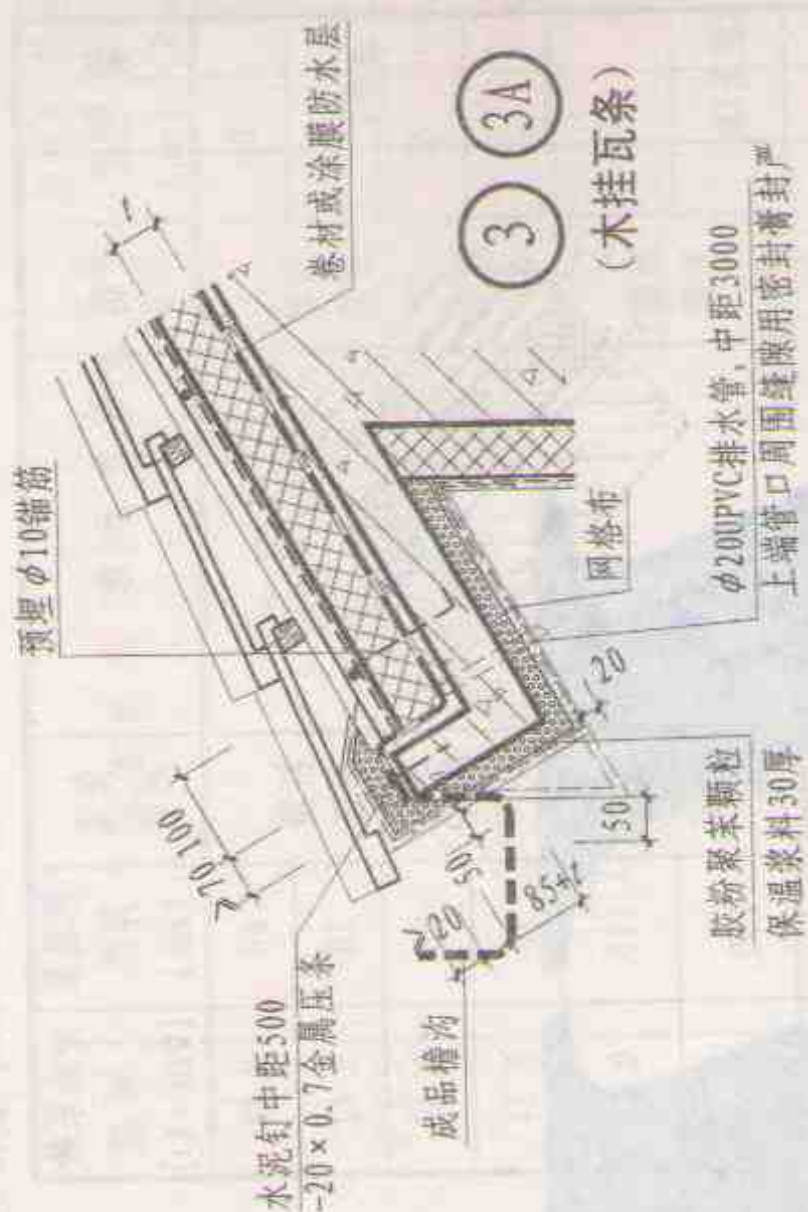 卷材或涂膜防水层
3 3A
(木挂瓦条)
t
预埋φ10锚筋
φ20UPVC排水管,中距3000
上端管口周围缝隙用密封膏封严
网格布
20
≥70 100
胶粉聚苯颗粒
保温浆料30厚
50
50
85+t
≥20
水泥钉中距500
-20×0.7金属压条
成品檐沟